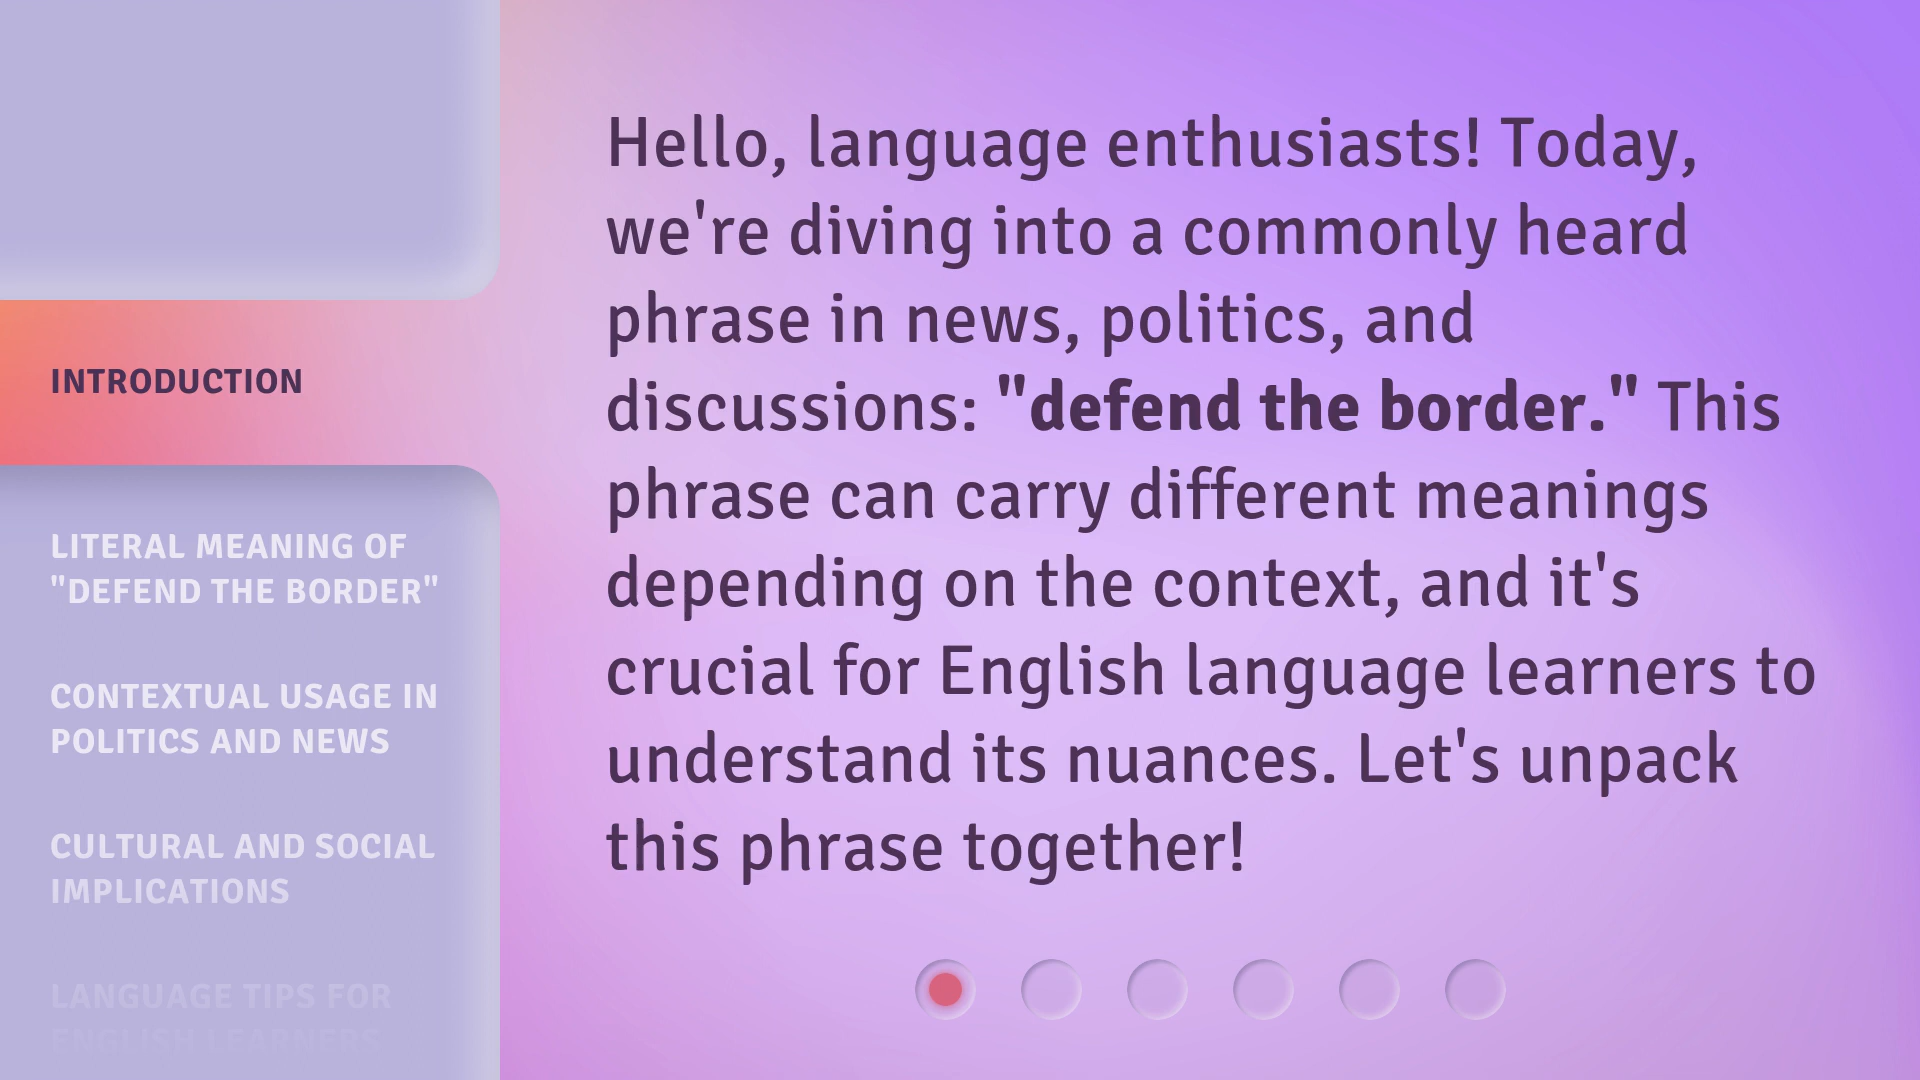 INTRODUCTION
LITERAL MEANING OF
"DEFEND THE BORDER"
CONTEXTUAL USAGE IN
POLITICS AND NEWS
CULTURAL AND SOCIAL
IMPLICATIONS
LANGUAGE TIPS FOR
ENGLISH LEARNERS
Hello, language enthusiasts! Today,
we're diving into a commonly heard
phrase in news, politics, and
discussions: "defend the border." This
phrase can carry different meanings
depending on the context, and it's
crucial for English language learners to
understand its nuances. Let's unpack
this phrase together!